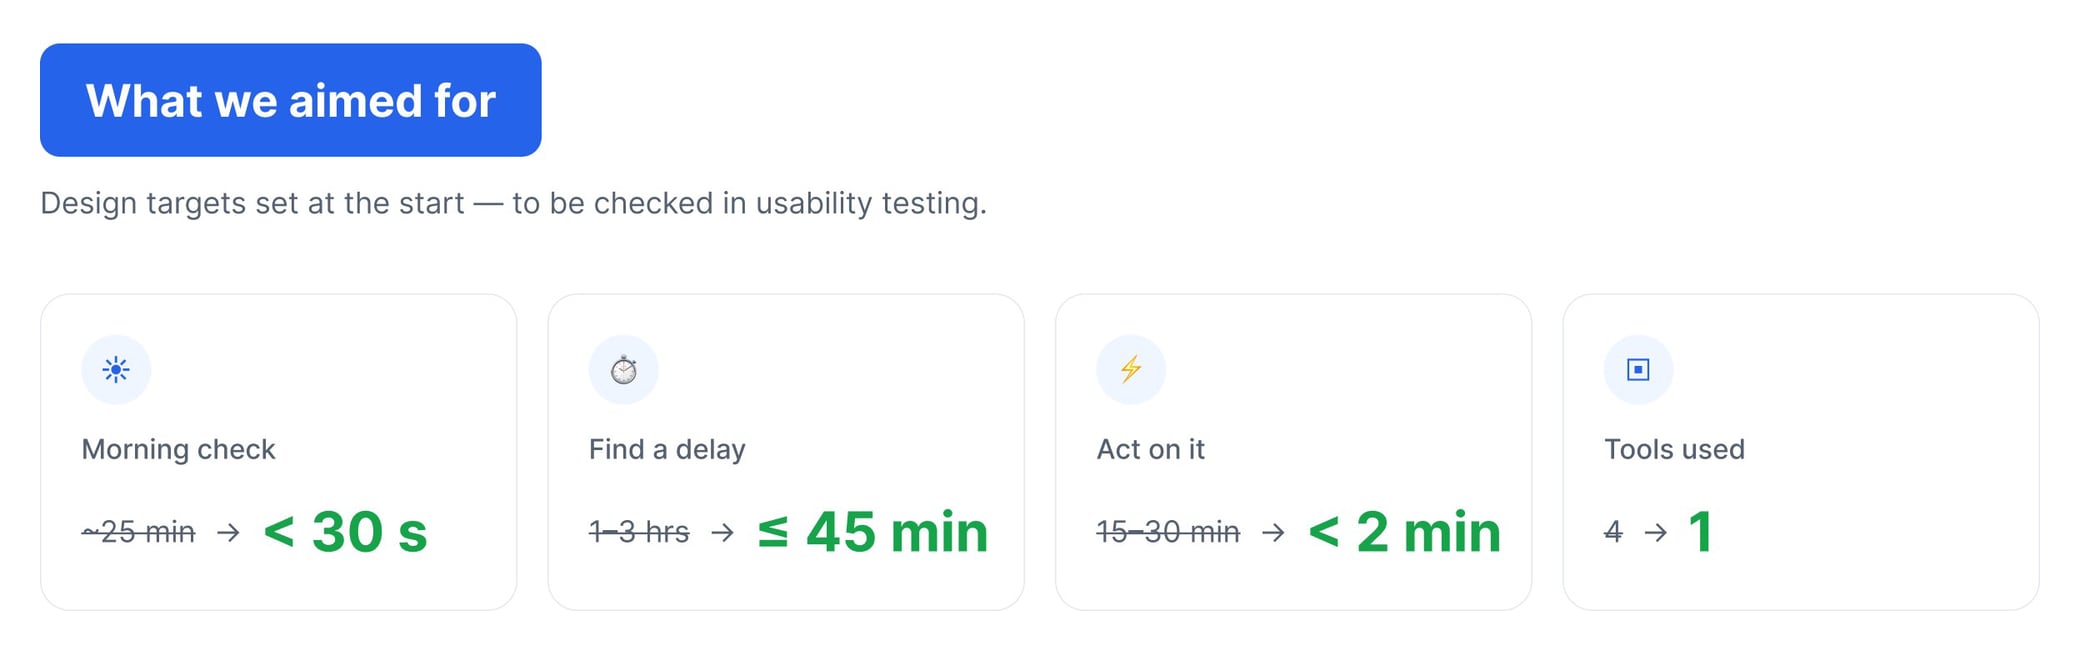 What we aimed for
Design targets set at the start — to be checked in usability testing.
Morning check
~25 min → < 30 s
Find a delay
1–3 hrs → ≤ 45 min
Act on it
15–30 min → < 2 min
Tools used
4 → 1